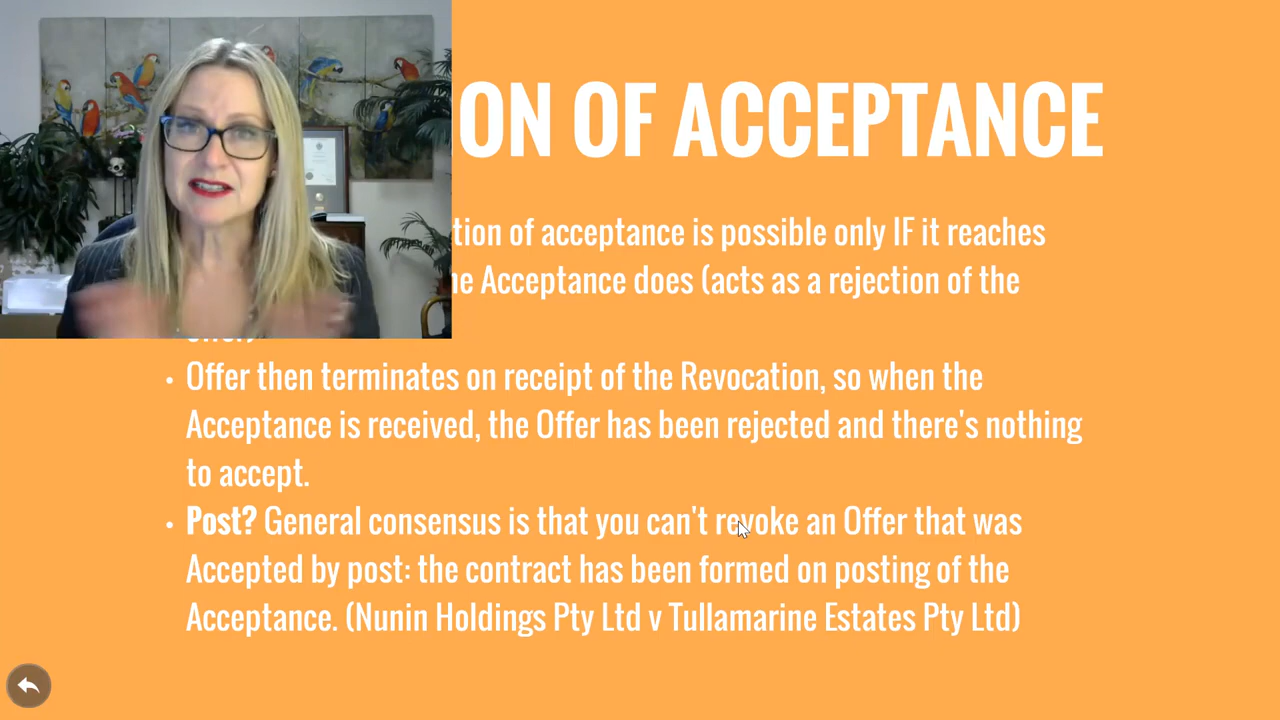 ON OF ACCEPTANCE
tion of acceptance is possible only IF it reaches
Acceptance does (acts as a rejection of the
• Offer then terminates on receipt of the Revocation, so when the
Acceptance is received, the Offer has been rejected and there's nothing
to accept.
• Post? General consensus is that you can't revoke an Offer that was
Accepted by post: the contract has been formed on posting of the
Acceptance. (Nunin Holdings Pty Ltd v Tullamarine Estates Pty Ltd)